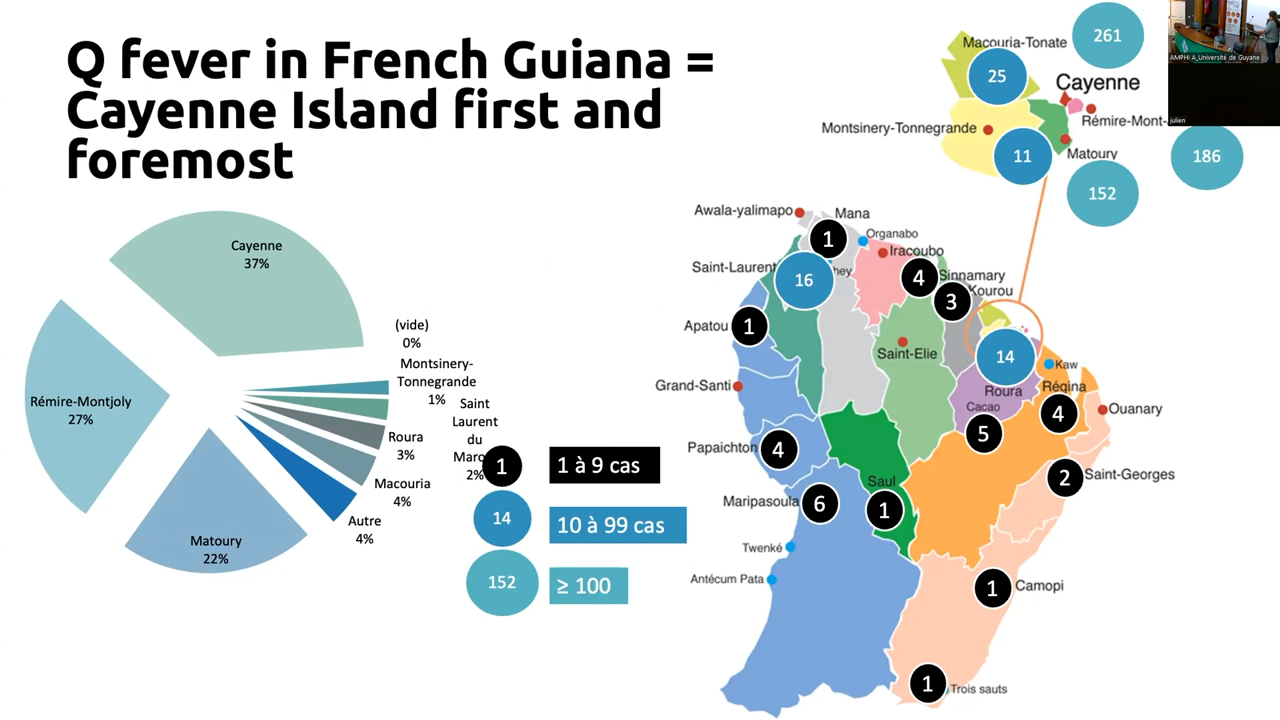 Q fever in French Guiana =
Cayenne Island first and
foremost
Cayenne
37%
Rémire-Montjoly
27%
Matoury
22%
(vide)
0%
Montsinery-
Tonnegrande
1%
Saint
Laurent
du
Maro
2%
Roura
3%
Macouria
4%
Autre
4%
1
1 à 9 cas
14
10 à 99 cas
152
≥ 100
261
Macouria-Tonate
25
Cayenne
Rémire-Mont-
Montsinery-Tonnegrande
11
Matoury
186
152
AMPHI A_Université de Guyane
julien
Awala-yalimapo
Mana
1
Organabo
Iracoubo
Saint-Laurent
hey
16
4
Sinnamary
Kourou
3
Apatou
1
Saint-Elie
14
Kaw
Grand-Santi
Roura
Régina
Cacao
4
Ouanary
5
Papaichton
4
Saint-Georges
2
Saul
1
Maripasoula
6
Twenké
Antécum Pata
1
Camopi
1
Trois sauts